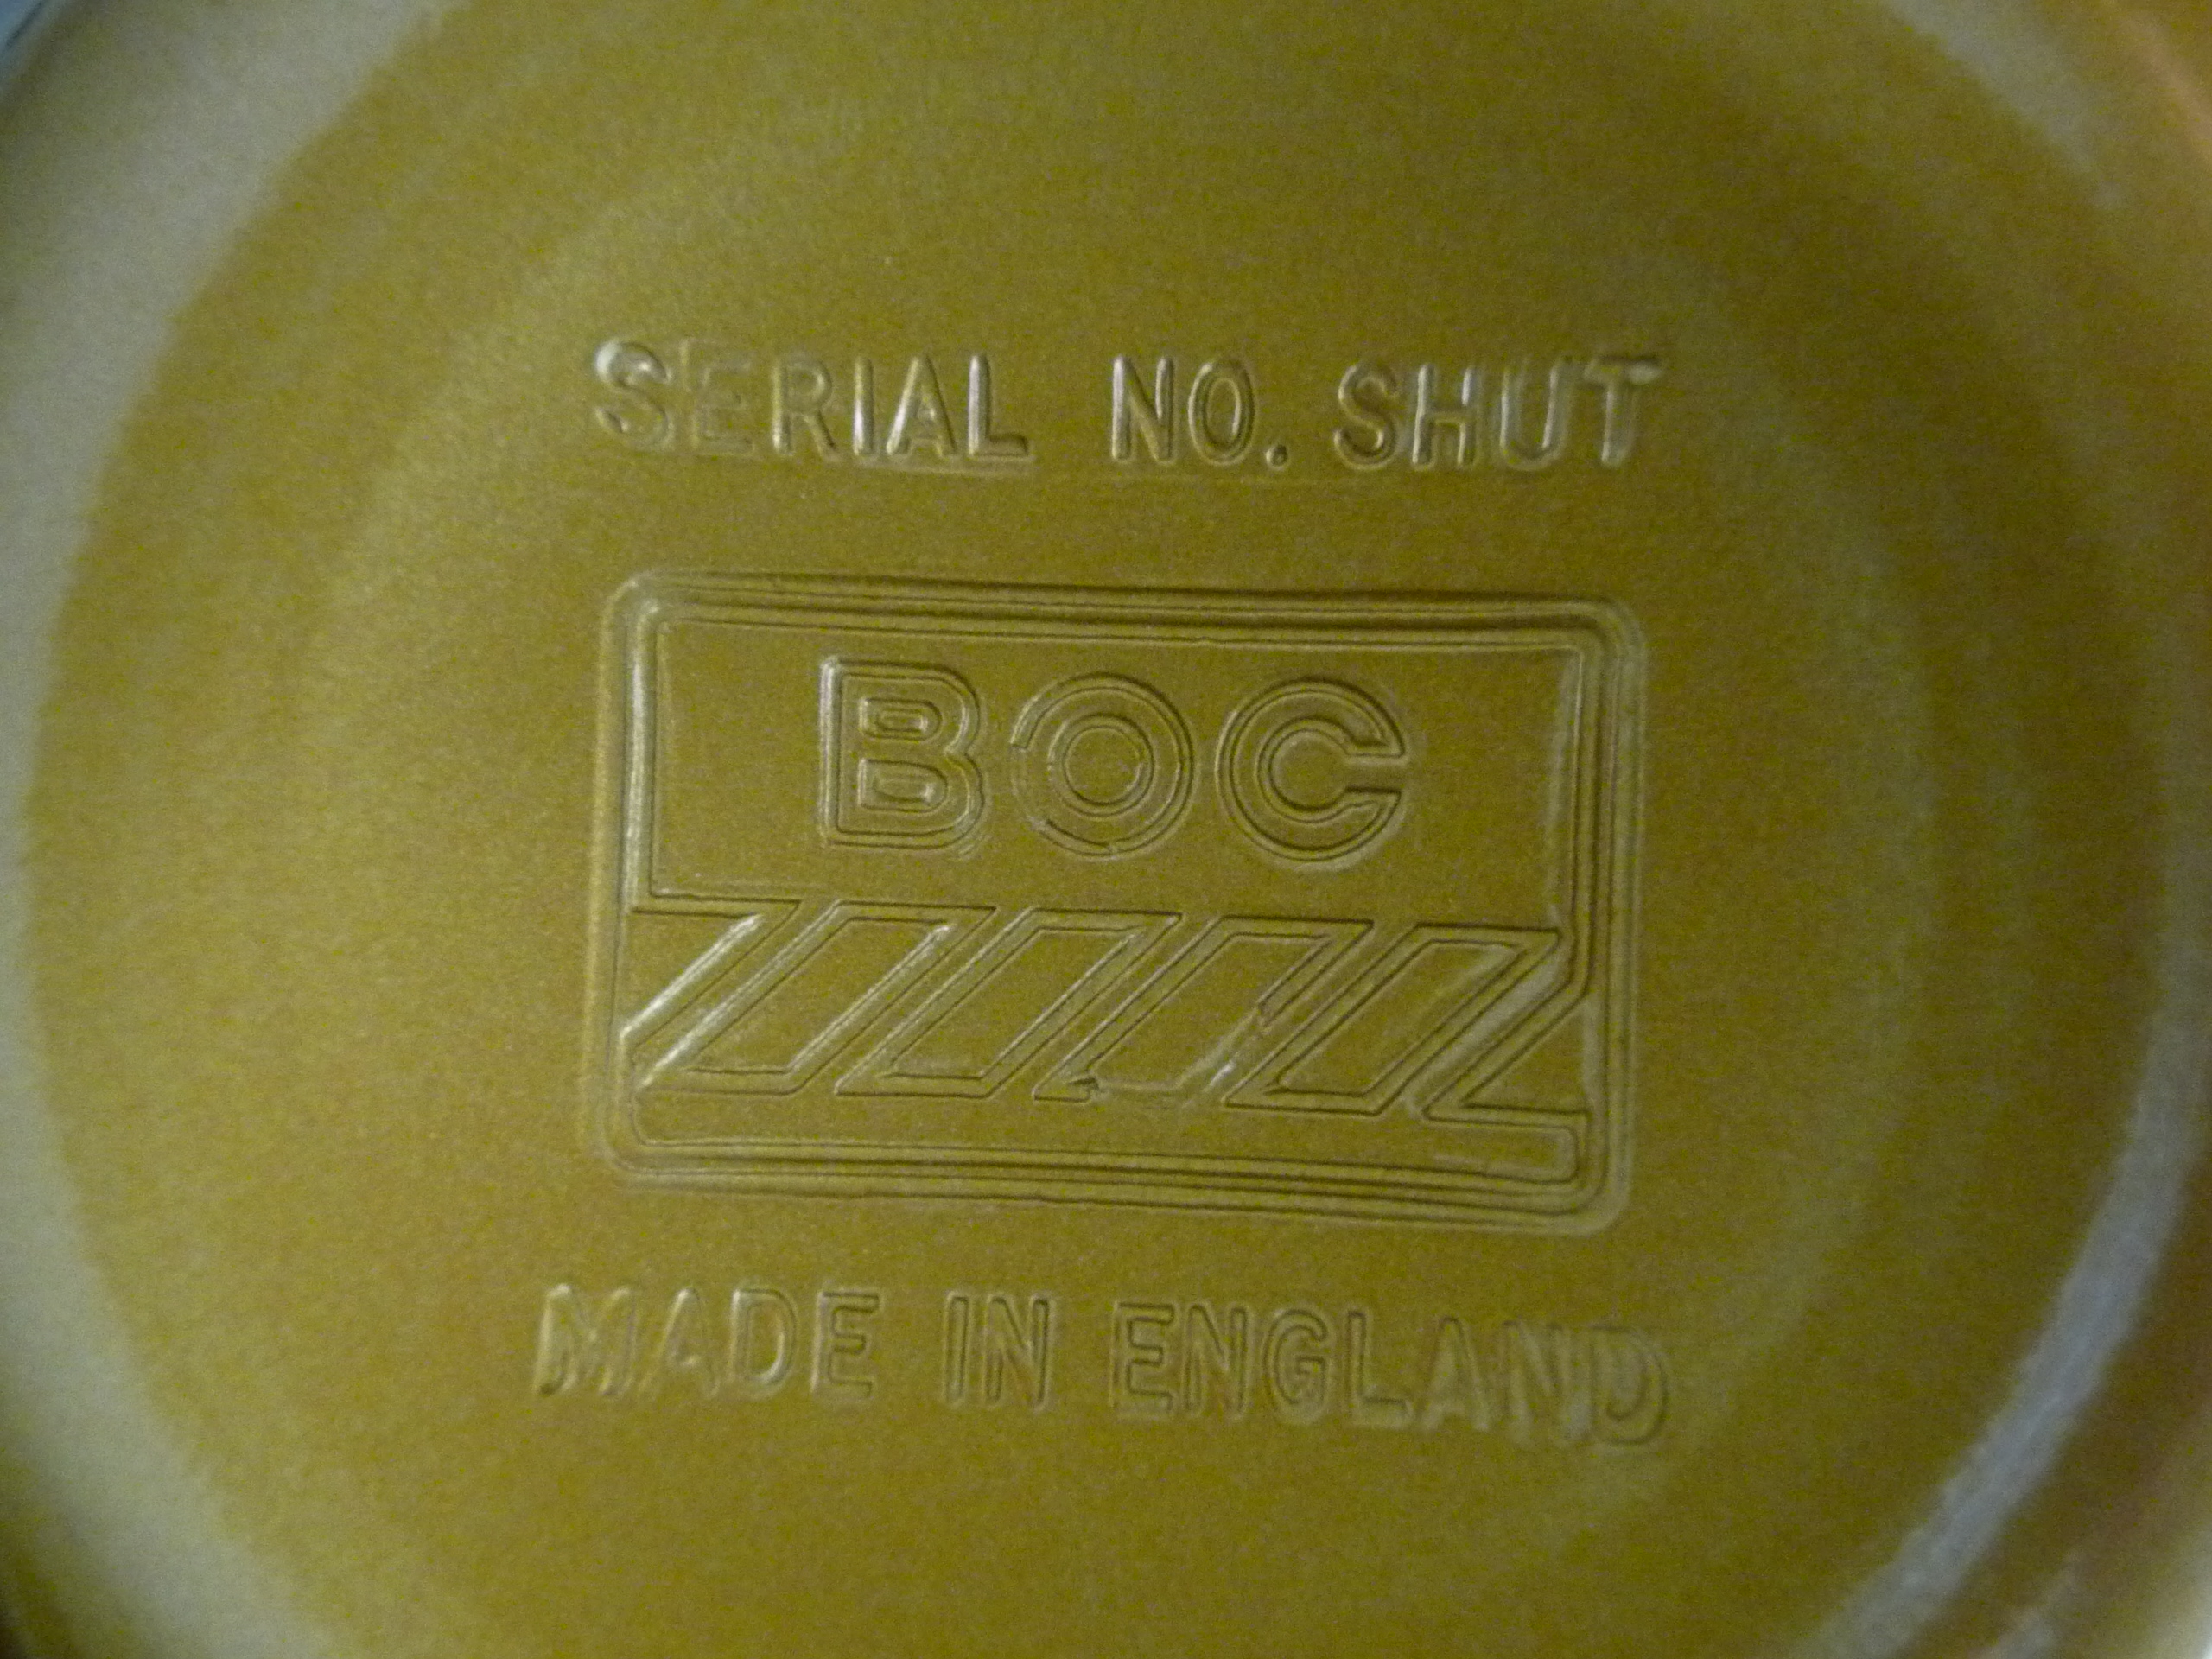 SERIAL NO. SHUT
BOC
MADE IN ENGLAND